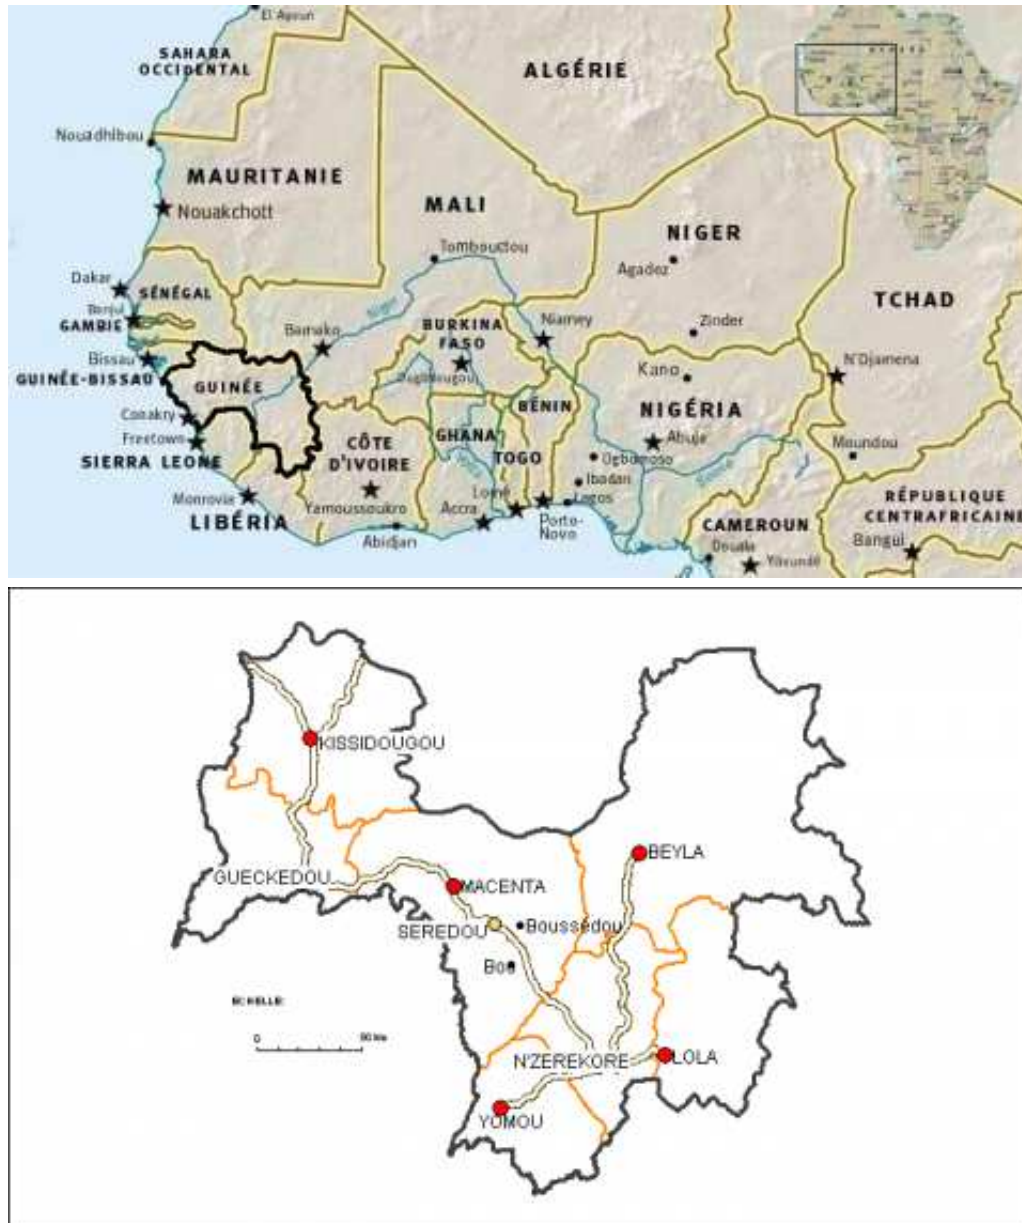 El Ayoun
SAHARA
OCCIDENTAL
ALGÉRIE
Nouadhibou
MAURITANIE
Nouakchott
MALI
Tombouctou
NIGER
Agadez
TCHAD
Dakar
SÉNÉGAL
Banjul
GAMBIE
Niger
Zinder
Bamako
BURKINA
FASO
Niamey
Bissau
GUINÉE-BISSAU
GUINÉE
N'Djamena
Kano
BÉNIN
NIGÉRIA
Conakry
Freetown
SIERRA LEONE
CÔTE
D'IVOIRE
GHANA
TOGO
Abuja
Moundou
Ogbomoso
Ibadan
Lagos
Monrovia
LIBÉRIA
Yamoussoukro
Abidjan
Accra
Lomé
Porto-
Novo
RÉPUBLIQUE
CENTRAFRICAINE
CAMEROUN
Bangui
Douala
Yaoundé
KISSIDOUGOU
BEYLA
GUECKEDOU
MACENTA
SEREDOU
Boussédou
ECHELLE:
0
N'ZEREKORE
LOLA
YOMOU